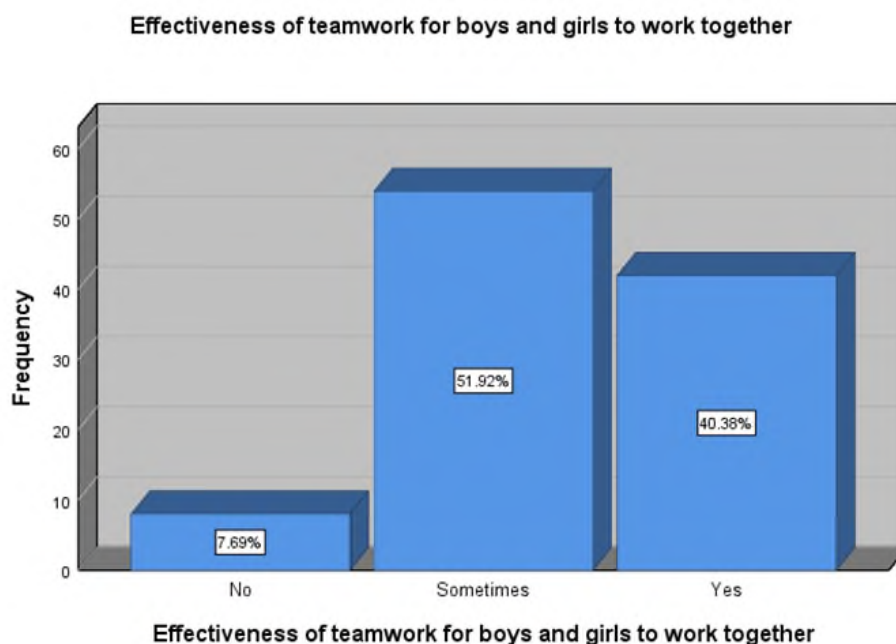 Effectiveness of teamwork for boys and girls to work together
60
50
40
30
20
10
0
Frequency
51.92%
40.38%
7.69%
No Sometimes Yes
Effectiveness of teamwork for boys and girls to work together